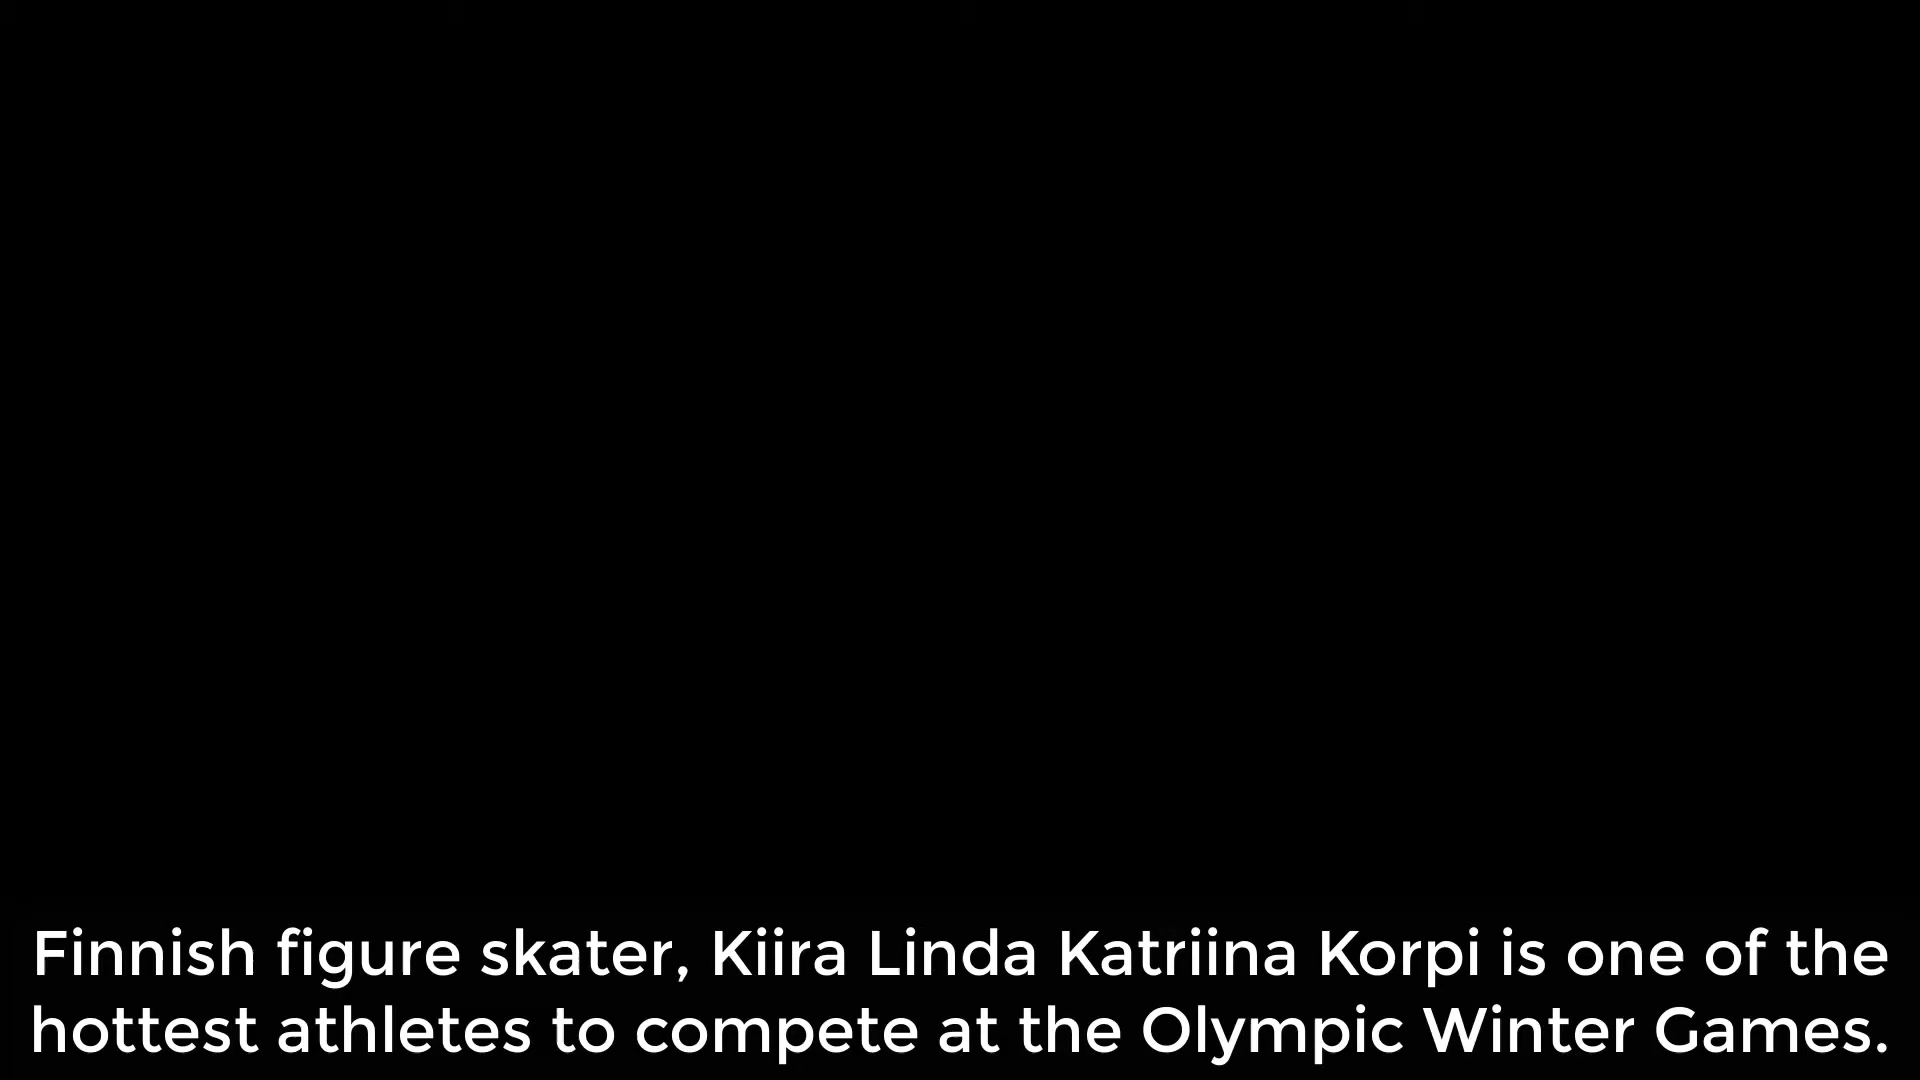 Finnish figure skater, Kiira Linda Katriina Korpi is one of the
hottest athletes to compete at the Olympic Winter Games.